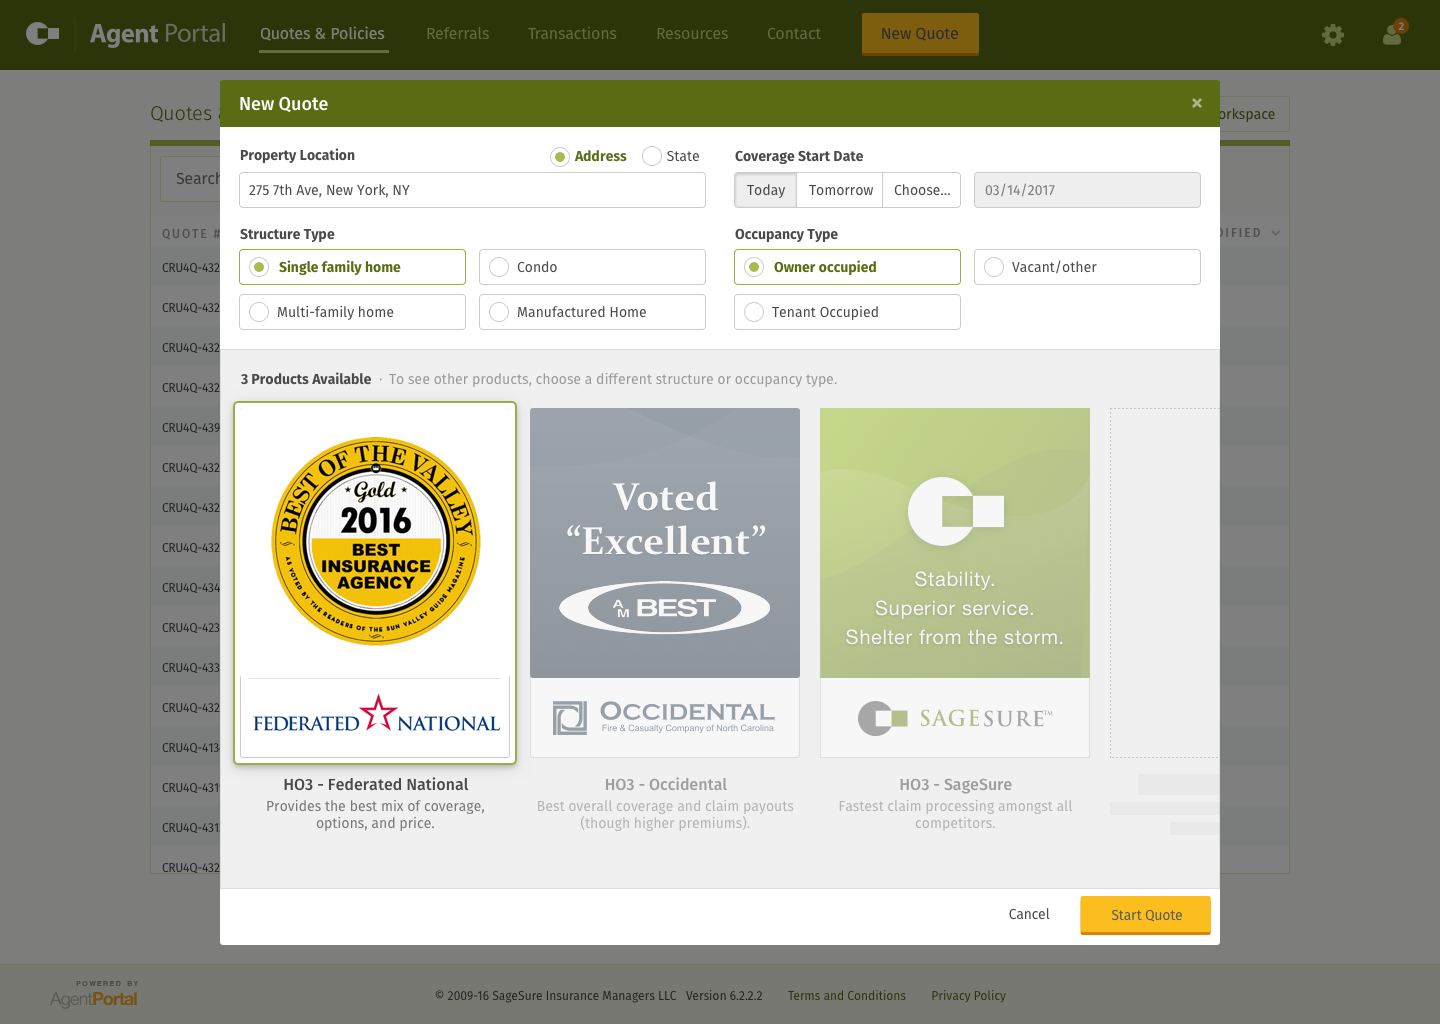 Agent Portal
Quotes & Policies
Referrals
Transactions
Resources
Contact
New Quote
2
Quotes
orkspace
New Quote
×
Property Location
Address
State
Coverage Start Date
Search
275 7th Ave, New York, NY
Today
Tomorrow
Choose...
03/14/2017
QUOTE #
DIFIED
Structure Type
Occupancy Type
Single family home
Condo
Owner occupied
Vacant/other
Multi-family home
Manufactured Home
Tenant Occupied
CRU4Q-432
CRU4Q-432
CRU4Q-432
CRU4Q-432
CRU4Q-439
CRU4Q-432
CRU4Q-432
CRU4Q-432
CRU4Q-434
CRU4Q-423
CRU4Q-433
CRU4Q-432
CRU4Q-413
CRU4Q-431
CRU4Q-431
CRU4Q-432
3 Products Available · To see other products, choose a different structure or occupancy type.
BEST OF THE VALLEY
Gold
2016
BEST
INSURANCE
AGENCY
AS VOTED BY THE READERS OF THE SUN VALLEY GUIDE MAGAZINE
FEDERATED NATIONAL
HO3 - Federated National
Provides the best mix of coverage,
options, and price.
Voted
“Excellent”
AM BEST
OCCIDENTAL
Fire & Casualty Company of North Carolina
HO3 - Occidental
Best overall coverage and claim payouts
(though higher premiums).
Stability.
Superior service.
Shelter from the storm.
SAGESURE™
HO3 - SageSure
Fastest claim processing amongst all
competitors.
Cancel
Start Quote
POWERED BY
AgentPortal
© 2009-16 SageSure Insurance Managers LLC Version 6.2.2.2
Terms and Conditions
Privacy Policy